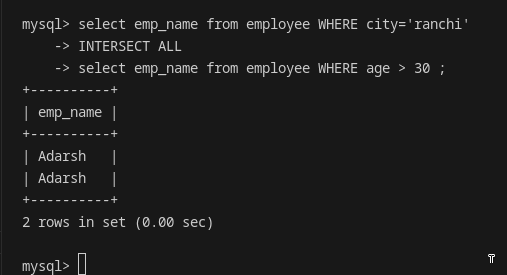 mysql> select emp_name from employee WHERE city='ranchi'
    -> INTERSECT ALL
    -> select emp_name from employee WHERE age > 30 ;
+----------+
| emp_name |
+----------+
| Adarsh   |
| Adarsh   |
+----------+
2 rows in set (0.00 sec)
mysql>